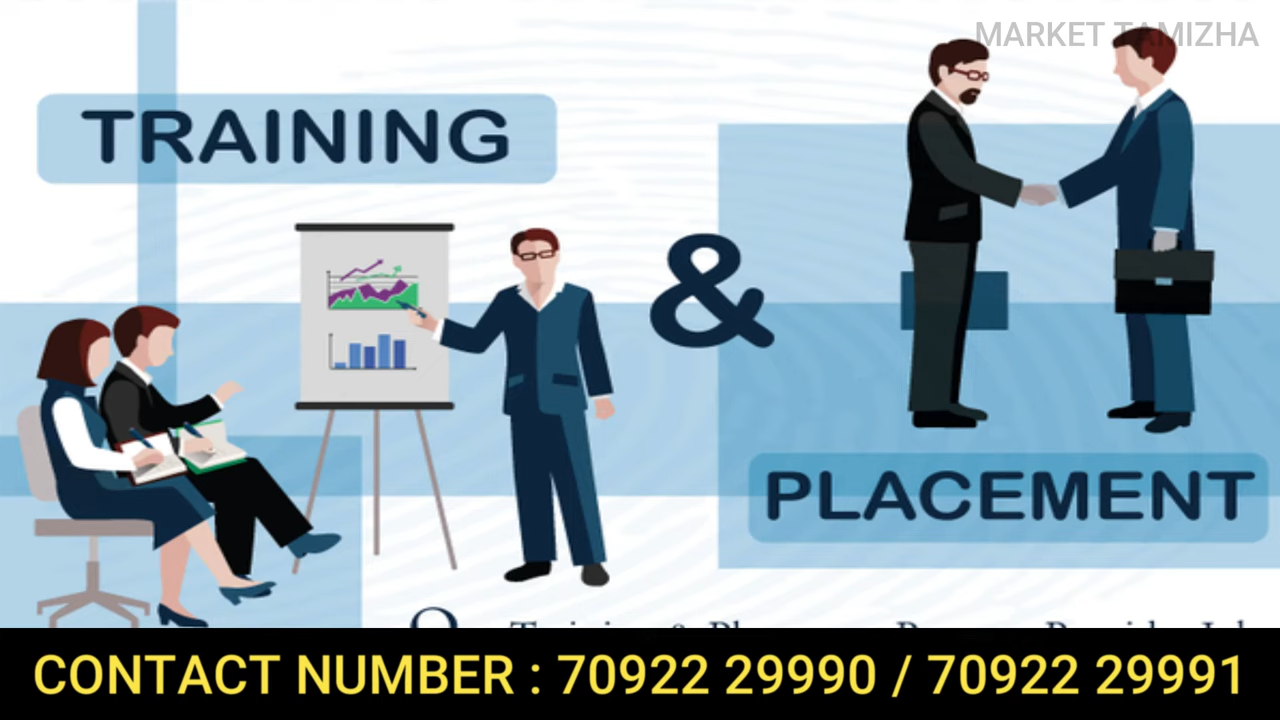 MARKET TAMIZHA
TRAINING
&
PLACEMENT
CONTACT NUMBER : 70922 29990 / 70922 29991